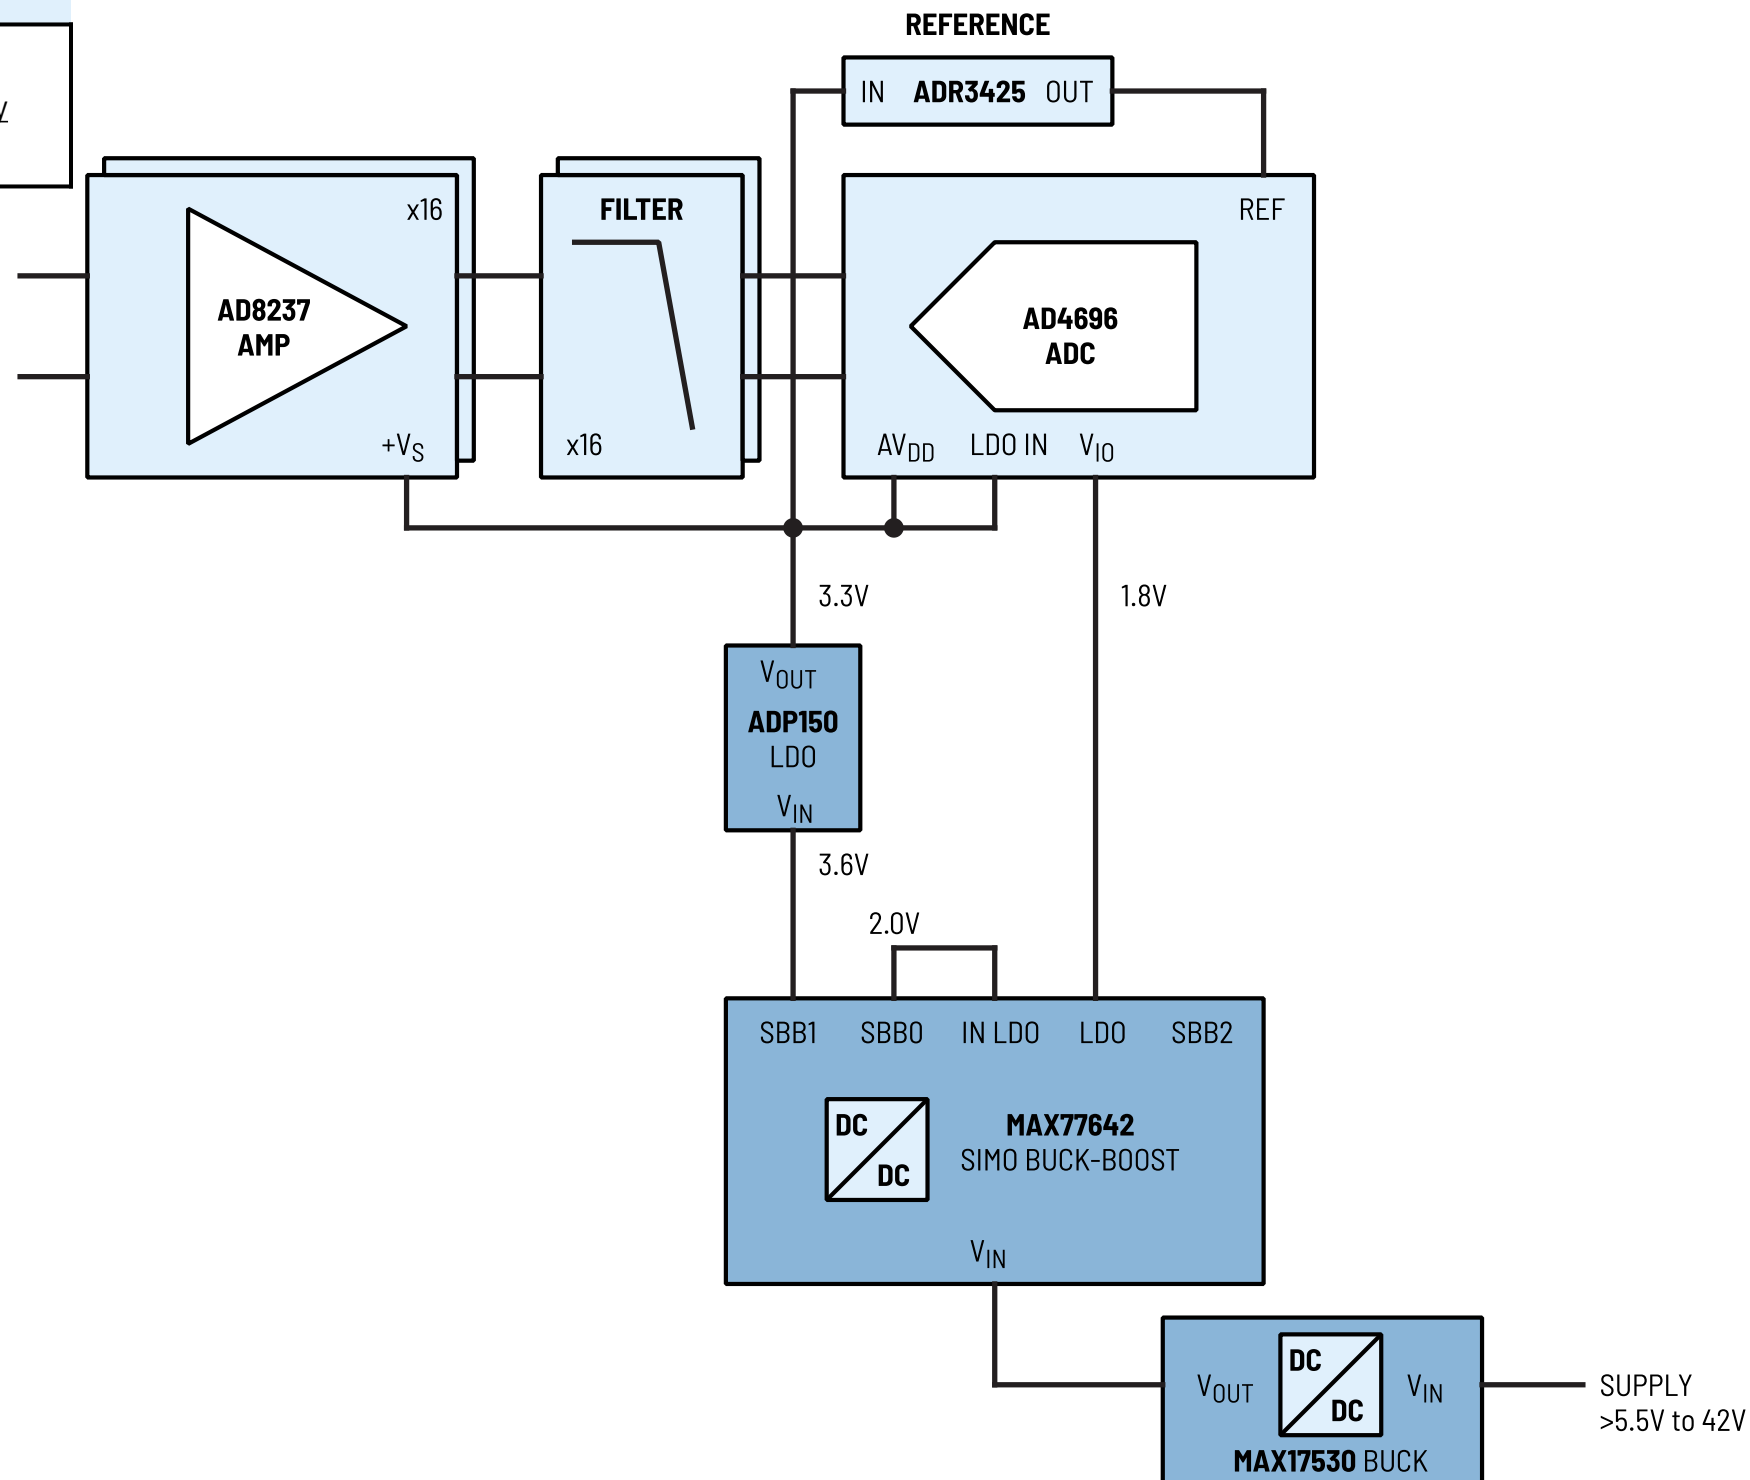 REFERENCE
IN ADR3425 OUT
x16
FILTER
REF
AD8237
AMP
AD4696
ADC
+VS
x16
AVDD LDO IN VIO
3.3V
1.8V
VOUT
ADP150
LDO
VIN
3.6V
2.0V
SBB1 SBB0 IN LDO LDO SBB2
DC
DC
MAX77642
SIMO BUCK-BOOST
VIN
VOUT
DC
DC
VIN
MAX17530 BUCK
SUPPLY
>5.5V to 42V